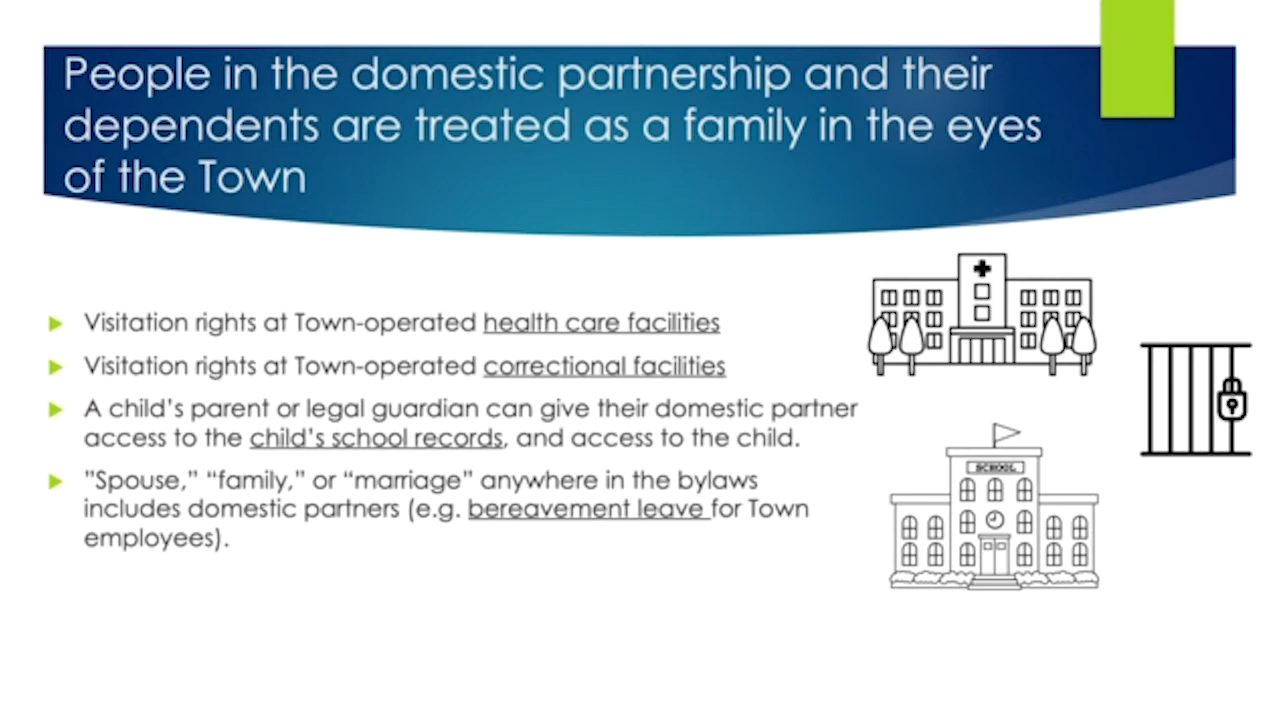 People in the domestic partnership and their
dependents are treated as a family in the eyes
of the Town
Visitation rights at Town-operated health care facilities
Visitation rights at Town-operated correctional facilities
A child’s parent or legal guardian can give their domestic partner
access to the child’s school records, and access to the child.
”Spouse,” “family,” or “marriage” anywhere in the bylaws
includes domestic partners (e.g. bereavement leave for Town
employees).
SCHOOL